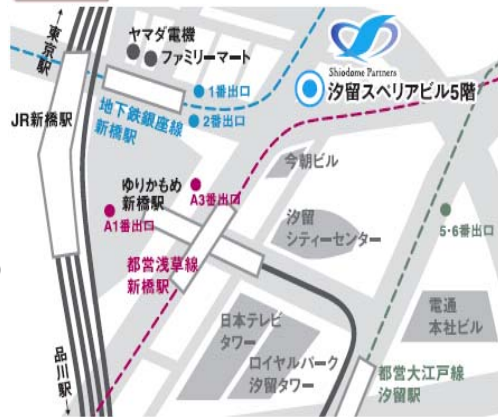 ←東京駅
ヤマダ電機
ファミリーマート
Shiodome Partners
汐留スペリアビル5階
1番出口
2番出口
地下鉄銀座線
新橋駅
JR新橋駅
今朝ビル
ゆりかもめ
新橋駅
A3番出口
A1番出口
汐留
シティーセンター
5・6番出口
都営浅草線
新橋駅
日本テレビ
タワー
ロイヤルパーク
汐留タワー
電通
本社ビル
都営大江戸線
汐留駅
品川駅→